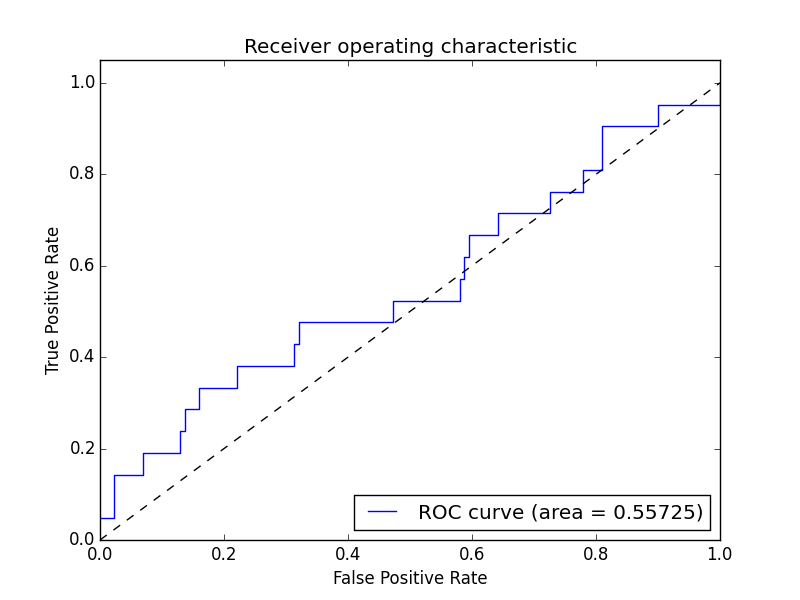 Receiver operating characteristic
True Positive Rate
1.0
0.8
0.6
0.4
0.2
0.0
ROC curve (area = 0.55725)
0.0 0.2 0.4 0.6 0.8 1.0
False Positive Rate